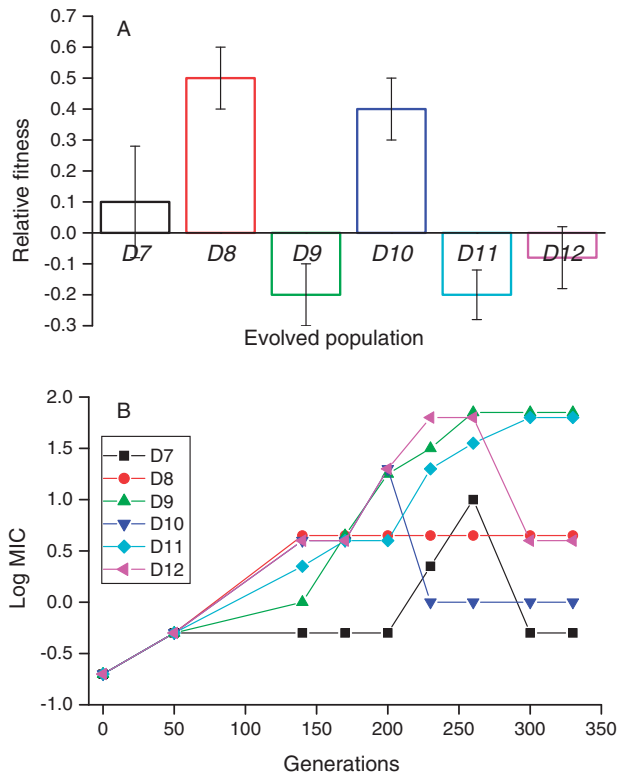 A
0.7
0.6
0.5
0.4
0.3
0.2
0.1
0.0
-0.1
-0.2
-0.3
Relative fitness
D7 D8 D9 D10 D11 D12
Evolved population
B
2.0
1.5
1.0
0.5
0.0
-0.5
-1.0
Log MIC
D7
D8
D9
D10
D11
D12
0 50 100 150 200 250 300 350
Generations